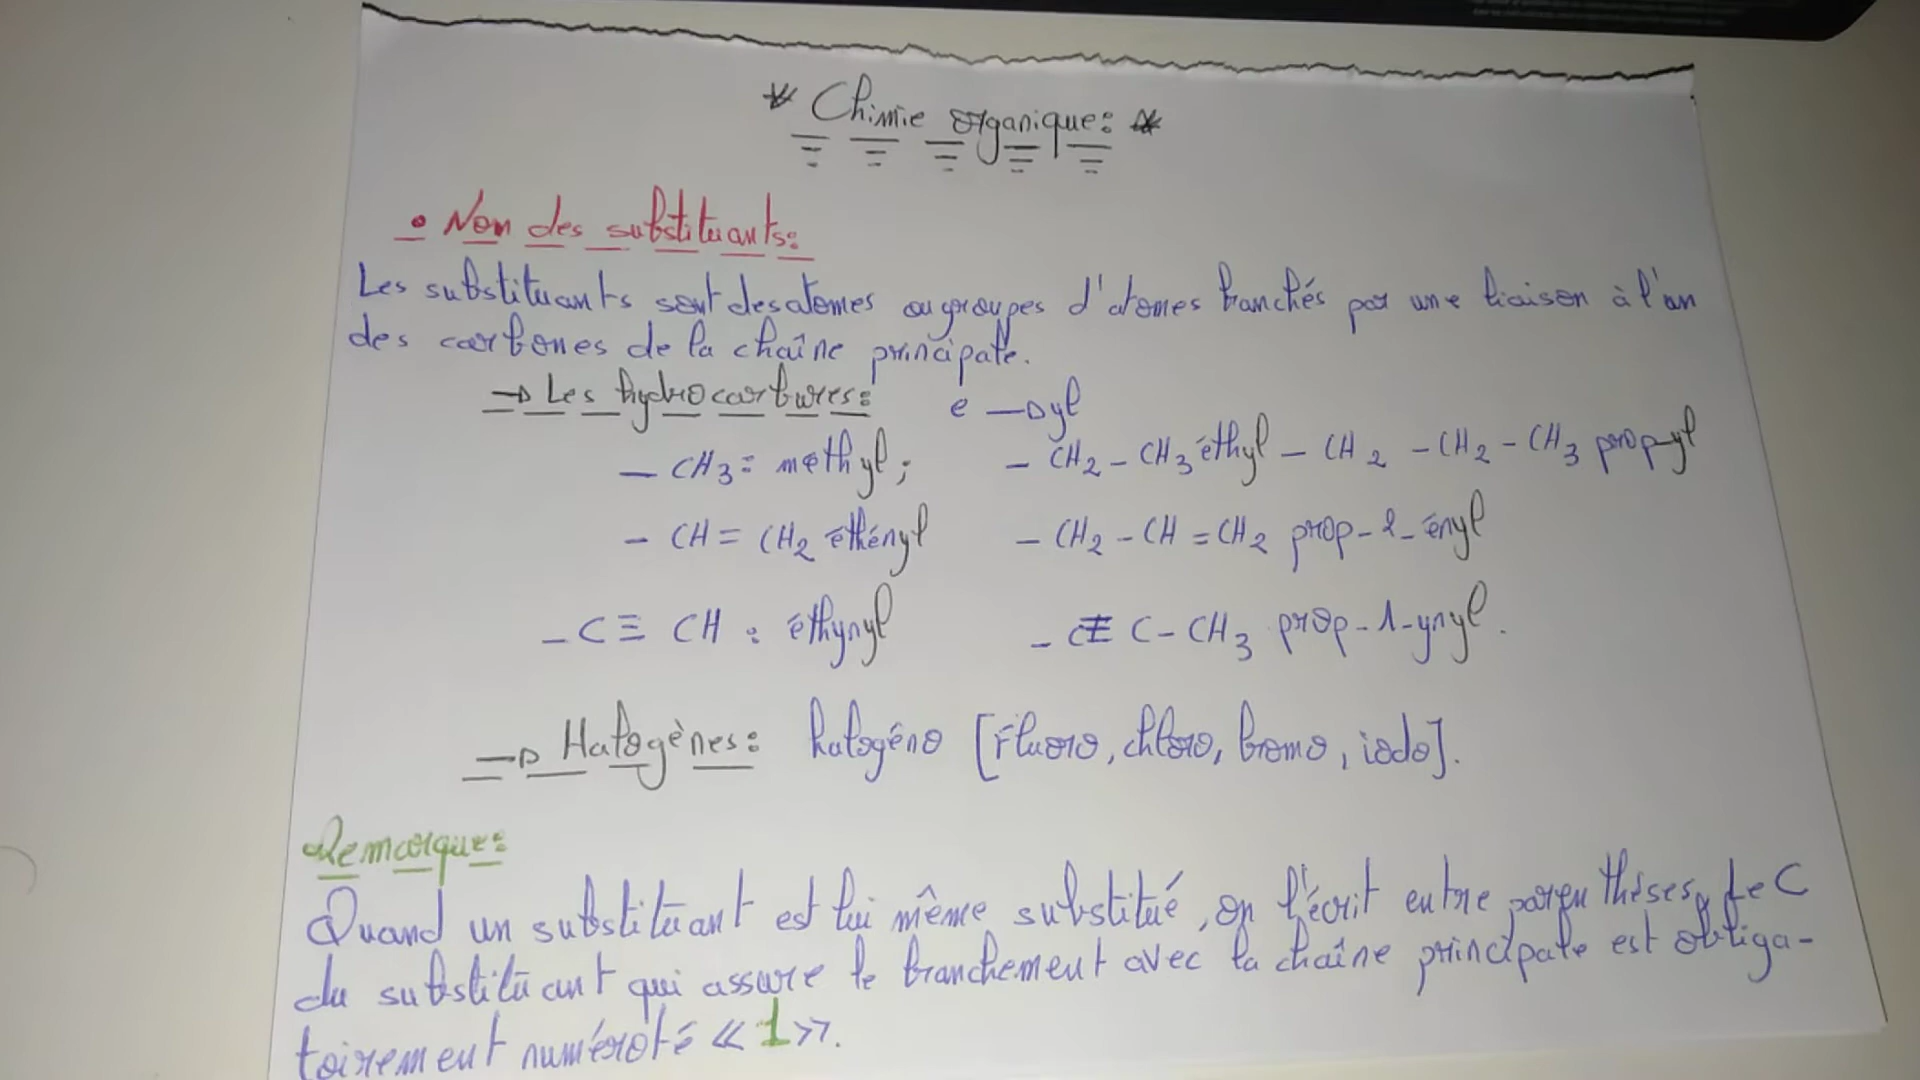 * Chimie organique: *
• Nom des substituants:
Les substituants sont des atomes ou groupes d'atomes branchés par une liaison à l'un
des carbones de la chaîne principale.
→ Les hydrocarbures: e → yl
- CH3 = méthyl ; - CH2 - CH3 éthyl - CH2 - CH2 - CH3 propyl
- CH = CH2 éthényl - CH2 - CH = CH2 prop-2-ényl
- C ≡ CH : éthynyl - C ≡ C - CH3 prop-1-ynyl.
→ Halogènes: halogéno [Fluoro, chloro, bromo, iodo].
Remarque:
Quand un substituant est lui même substitué, on l'écrit entre parenthèses, Le C
du substituant qui assure le branchement avec la chaîne principale est obliga-
toirement numéroté « 1 ».